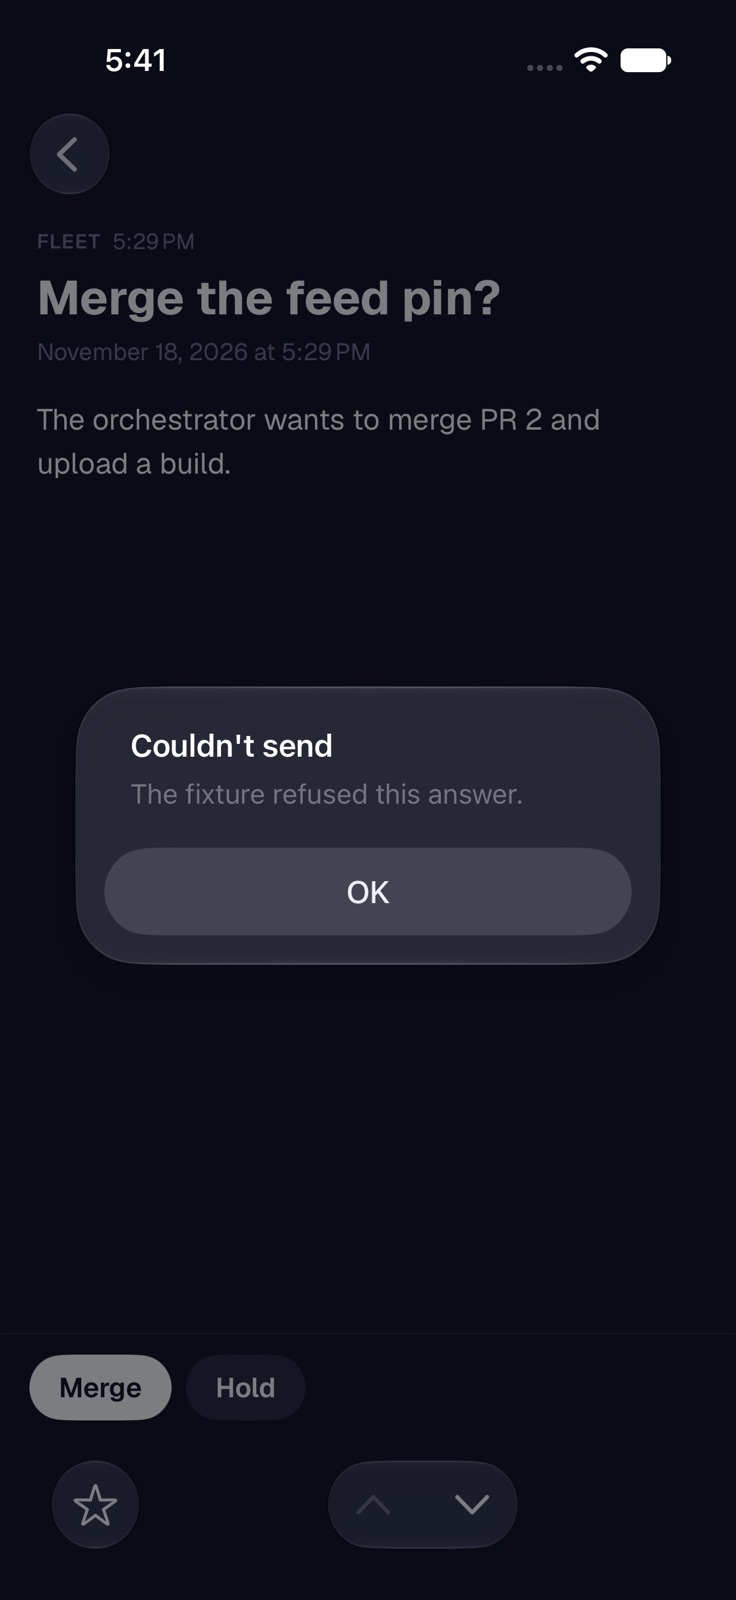 5:41
FLEET 5:29 PM
Merge the feed pin?
November 18, 2026 at 5:29 PM
The orchestrator wants to merge PR 2 and
upload a build.
Couldn't send
The fixture refused this answer.
OK
Merge Hold